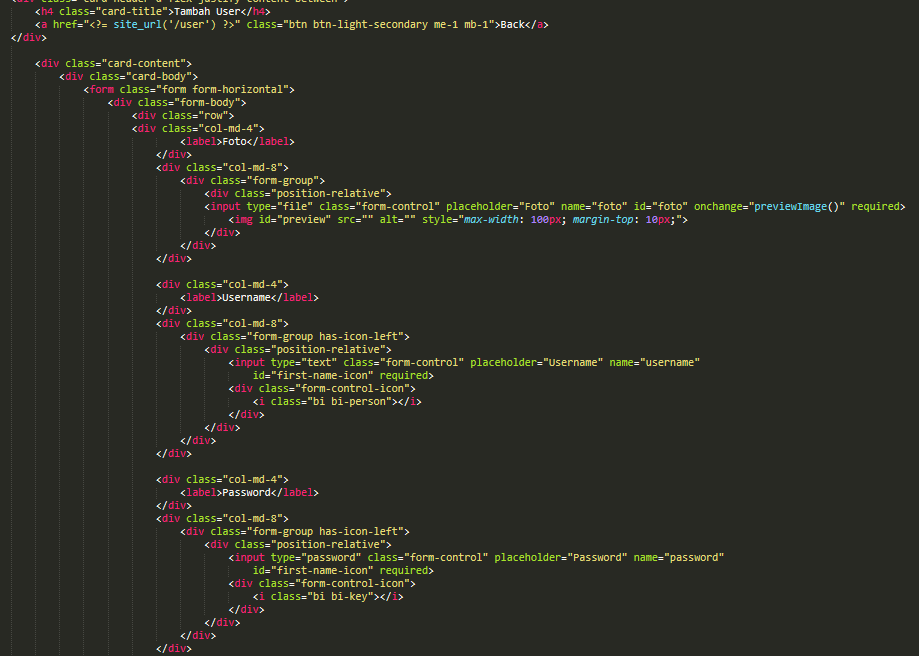 <div class="card-header d-flex justify-content-between">
<h4 class="card-title">Tambah User</h4>
<a href="<?= site_url('/user') ?>" class="btn btn-light-secondary me-1 mb-1">Back</a>
</div>
<div class="card-content">
<div class="card-body">
<form class="form form-horizontal">
<div class="form-body">
<div class="row">
<div class="col-md-4">
<label>Foto</label>
</div>
<div class="col-md-8">
<div class="form-group">
<div class="position-relative">
<input type="file" class="form-control" placeholder="Foto" name="foto" id="foto" onchange="previewImage()" required>
<img id="preview" src="" alt="" style="max-width: 100px; margin-top: 10px;">
</div>
</div>
</div>
<div class="col-md-4">
<label>Username</label>
</div>
<div class="col-md-8">
<div class="form-group has-icon-left">
<div class="position-relative">
<input type="text" class="form-control" placeholder="Username" name="username"
id="first-name-icon" required>
<div class="form-control-icon">
<i class="bi bi-person"></i>
</div>
</div>
</div>
</div>
<div class="col-md-4">
<label>Password</label>
</div>
<div class="col-md-8">
<div class="form-group has-icon-left">
<div class="position-relative">
<input type="password" class="form-control" placeholder="Password" name="password"
id="first-name-icon" required>
<div class="form-control-icon">
<i class="bi bi-key"></i>
</div>
</div>
</div>
</div>